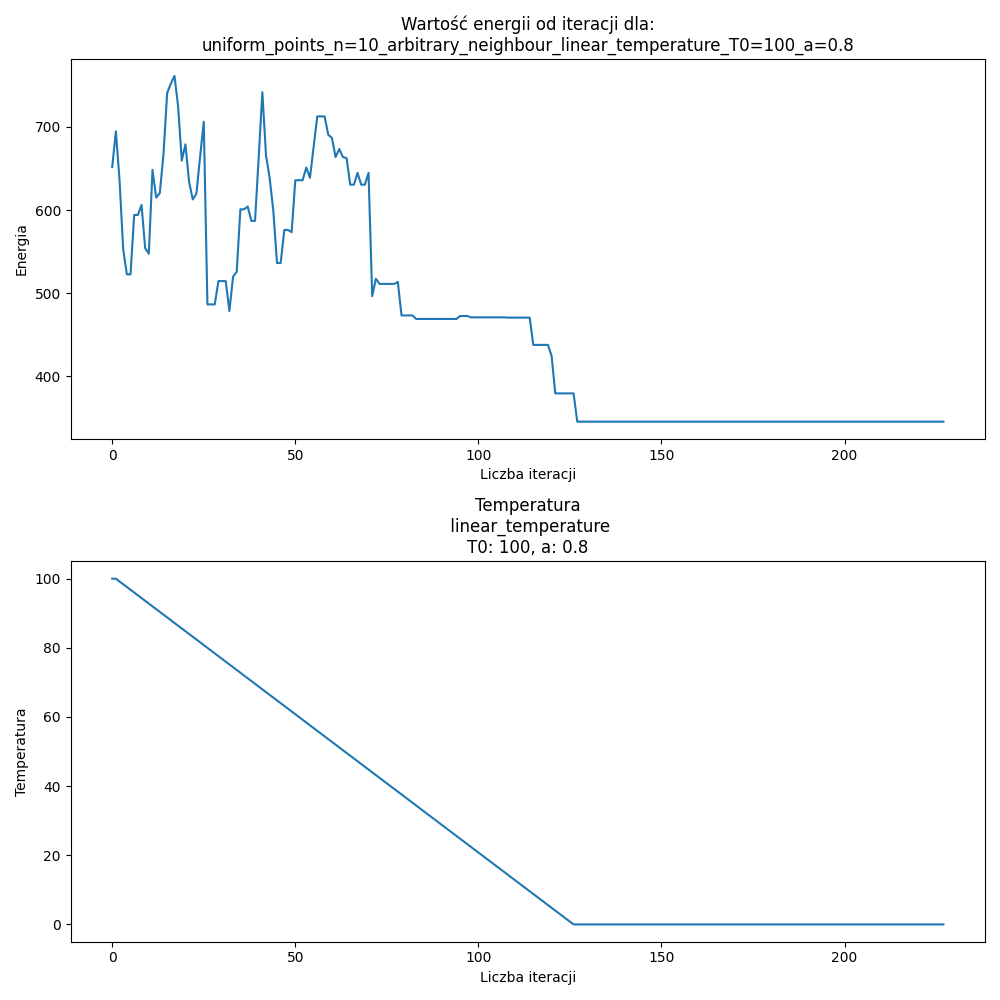 Wartość energii od iteracji dla:
uniform_points_n=10_arbitrary_neighbour_linear_temperature_T0=100_a=0.8
700
600
500
400
Energia
0 50 100 150 200
Liczba iteracji
Temperatura
linear_temperature
T0: 100, a: 0.8
100
80
60
40
20
0
Temperatura
0 50 100 150 200
Liczba iteracji